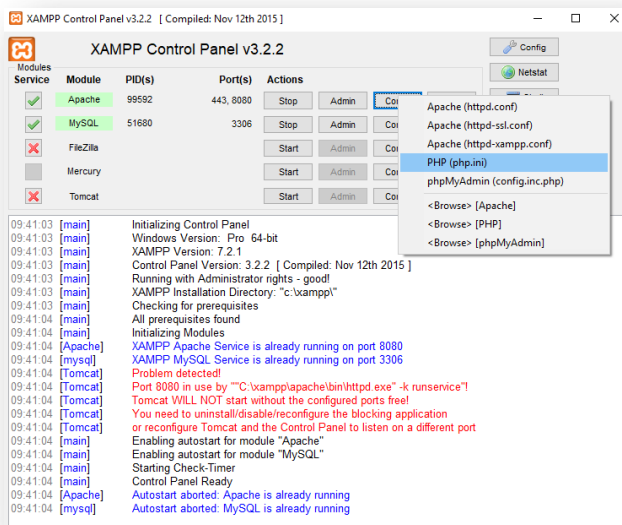 XAMPP Control Panel v3.2.2 [ Compiled: Nov 12th 2015 ]
XAMPP Control Panel v3.2.2
Config
Netstat
Modules
Service Module PID(s) Port(s) Actions
Apache 99592 443, 8080 Stop Admin
MySQL 51680 3306 Stop Admin
FileZilla Start Admin
Mercury Start Admin
Tomcat Start Admin
Apache (httpd.conf)
Apache (httpd-ssl.conf)
Apache (httpd-xampp.conf)
PHP (php.ini)
phpMyAdmin (config.inc.php)
<Browse> [Apache]
<Browse> [PHP]
<Browse> [phpMyAdmin]
09:41:03 [main] Initializing Control Panel
09:41:03 [main] Windows Version: Pro 64-bit
09:41:03 [main] XAMPP Version: 7.2.1
09:41:03 [main] Control Panel Version: 3.2.2 [ Compiled: Nov 12th 2015 ]
09:41:03 [main] Running with Administrator rights - good!
09:41:03 [main] XAMPP Installation Directory: "c:\xampp\"
09:41:03 [main] Checking for prerequisites
09:41:04 [main] All prerequisites found
09:41:04 [main] Initializing Modules
09:41:04 [Apache] XAMPP Apache Service is already running on port 8080
09:41:04 [mysql] XAMPP MySQL Service is already running on port 3306
09:41:04 [Tomcat] Problem detected!
09:41:04 [Tomcat] Port 8080 in use by ""C:\xampp\apache\bin\httpd.exe" -k runservice"!
09:41:04 [Tomcat] Tomcat WILL NOT start without the configured ports free!
09:41:04 [Tomcat] You need to uninstall/disable/reconfigure the blocking application
09:41:04 [Tomcat] or reconfigure Tomcat and the Control Panel to listen on a different port
09:41:04 [main] Enabling autostart for module "Apache"
09:41:04 [main] Enabling autostart for module "MySQL"
09:41:04 [main] Starting Check-Timer
09:41:04 [main] Control Panel Ready
09:41:04 [Apache] Autostart aborted: Apache is already running
09:41:04 [mysql] Autostart aborted: MySQL is already running